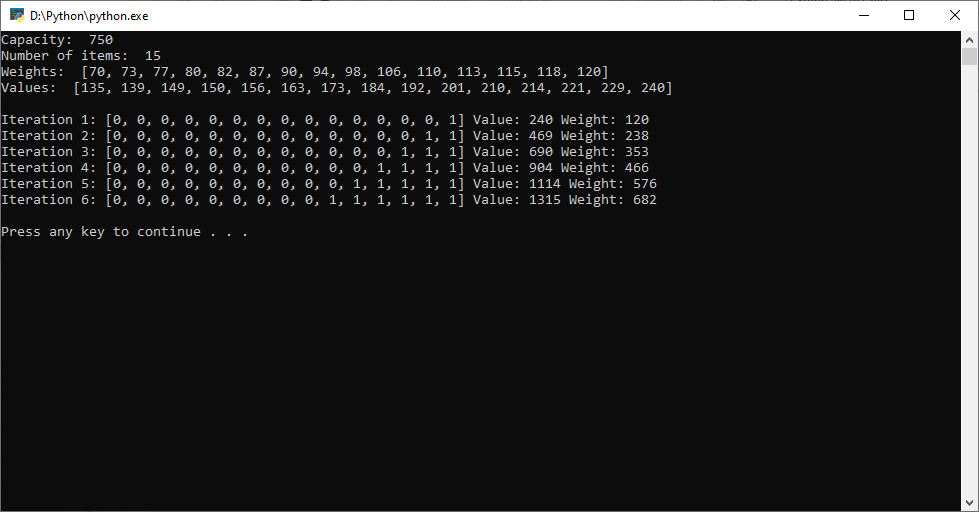 D:\Python\python.exe
Capacity:  750
Number of items:  15
Weights:  [70, 73, 77, 80, 82, 87, 90, 94, 98, 106, 110, 113, 115, 118, 120]
Values:  [135, 139, 149, 150, 156, 163, 173, 184, 192, 201, 210, 214, 221, 229, 240]
Iteration 1: [0, 0, 0, 0, 0, 0, 0, 0, 0, 0, 0, 0, 0, 0, 1] Value: 240 Weight: 120
Iteration 2: [0, 0, 0, 0, 0, 0, 0, 0, 0, 0, 0, 0, 0, 1, 1] Value: 469 Weight: 238
Iteration 3: [0, 0, 0, 0, 0, 0, 0, 0, 0, 0, 0, 0, 1, 1, 1] Value: 690 Weight: 353
Iteration 4: [0, 0, 0, 0, 0, 0, 0, 0, 0, 0, 0, 1, 1, 1, 1] Value: 904 Weight: 466
Iteration 5: [0, 0, 0, 0, 0, 0, 0, 0, 0, 0, 1, 1, 1, 1, 1] Value: 1114 Weight: 576
Iteration 6: [0, 0, 0, 0, 0, 0, 0, 0, 0, 1, 1, 1, 1, 1, 1] Value: 1315 Weight: 682
Press any key to continue . . .